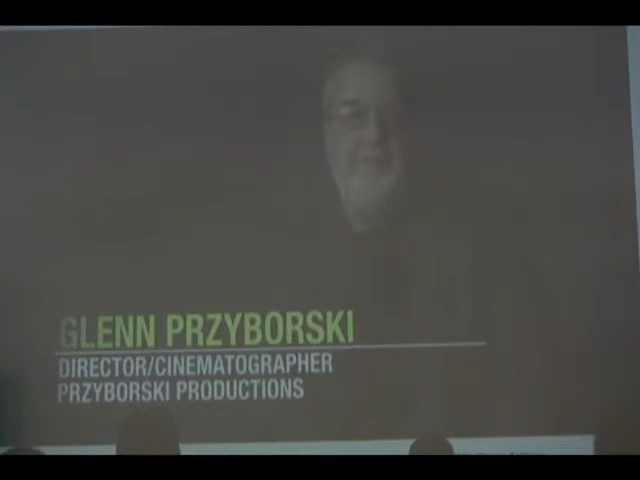 GLENN PRZYBORSKI
DIRECTOR/CINEMATOGRAPHER
PRZYBORSKI PRODUCTIONS